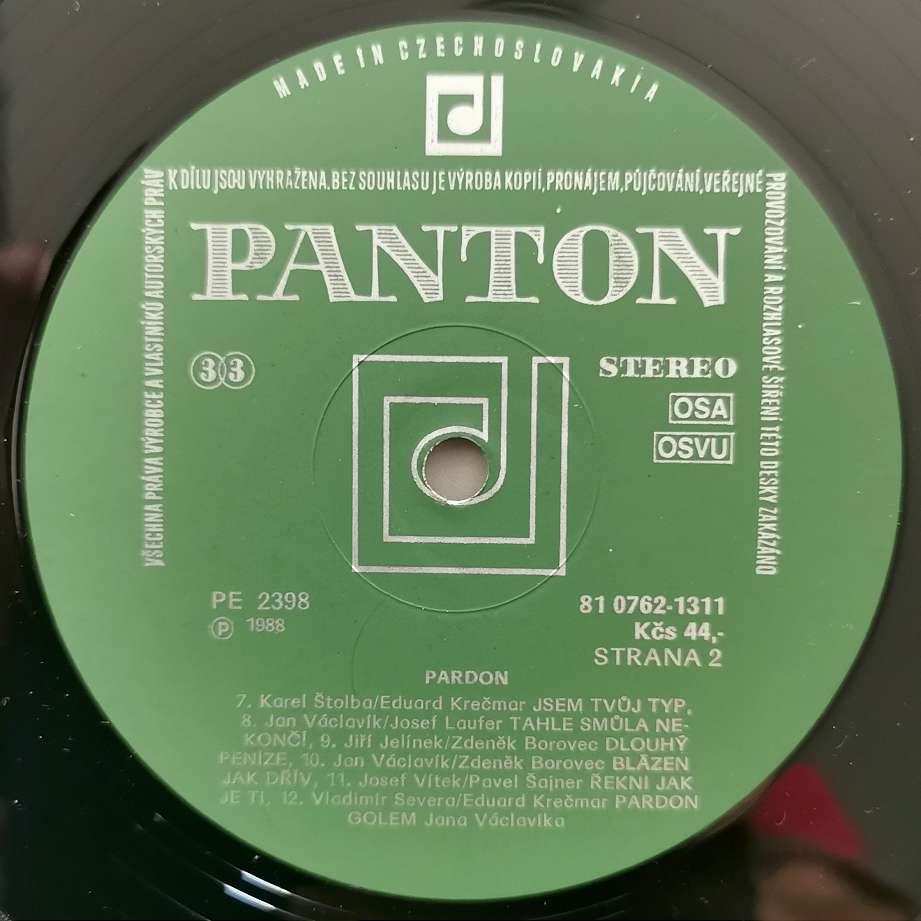 MADE IN CZECHOSLOVAKIA
VŠECHNA PRÁVA VÝROBCE A VLASTNÍKŮ AUTORSKÝCH PRÁV
K DÍLU JSOU VYHRAŽENA. BEZ SOUHLASU JE VÝROBA KOPIÍ, PRONÁJEM, PŮJČOVÁNÍ, VEŘEJNÉ
PROVOZOVÁNÍ A ROZHLASOVÉ ŠÍŘENÍ TÉTO DESKY ZAKÁZÁNO
PANTON
33
STEREO
OSA
OSVU
PE 2398
Ⓟ 1988
81 0762-1311
Kčs 44,-
STRANA 2
PARDON
7. Karel Štolba/Eduard Krečmar JSEM TVŮJ TYP,
8. Jan Václavík/Josef Laufer TAHLE SMŮLA NE-
KONČÍ, 9. Jiří Jelínek/Zdeněk Borovec DLOUHÝ
PENÍZE, 10. Jan Václavík/Zdeněk Borovec BLÁZEN
JAK DŘÍV, 11. Josef Vítek/Pavel Šajner ŘEKNI JAK
JE TI, 12. Vladimír Severa/Eduard Krečmar PARDON
GOLEM Jana Václavíka